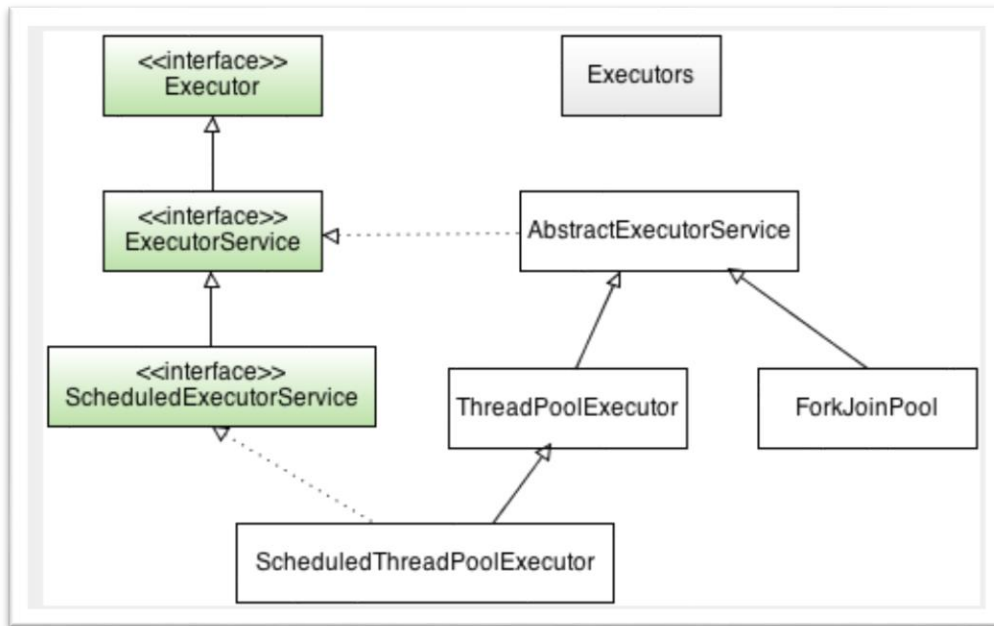 <<interface>>
Executor
Executors
<<interface>>
ExecutorService
AbstractExecutorService
<<interface>>
ScheduledExecutorService
ThreadPoolExecutor
ForkJoinPool
ScheduledThreadPoolExecutor